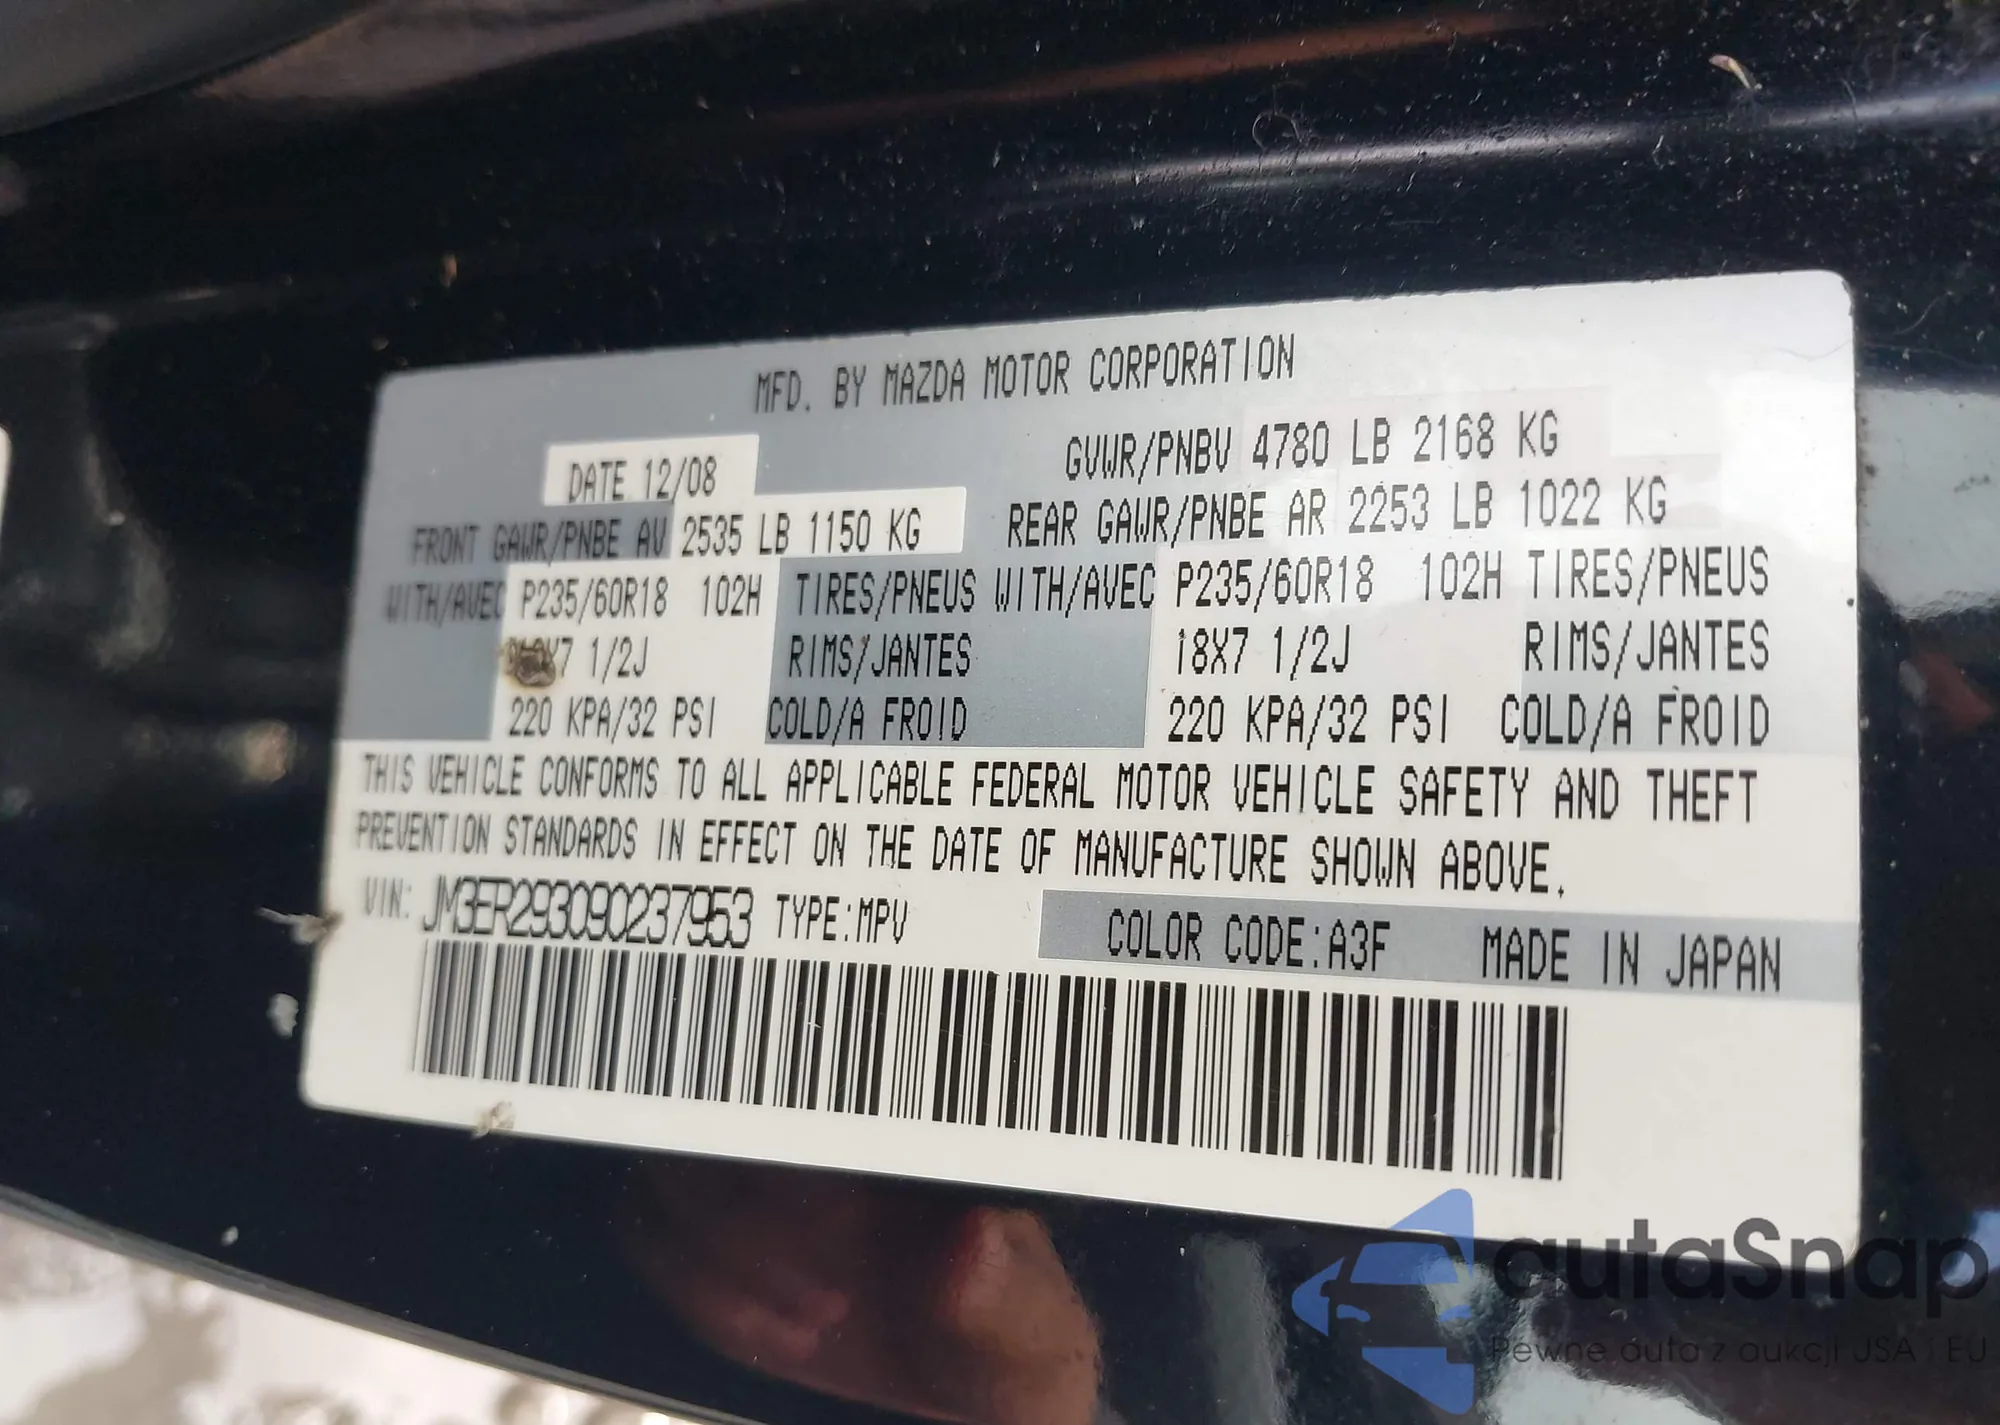 MFD. BY MAZDA MOTOR CORPORATION
DATE 12/08 GVWR/PNBV 4780 LB 2168 KG
FRONT GAWR/PNBE AV 2535 LB 1150 KG REAR GAWR/PNBE AR 2253 LB 1022 KG
WITH/AVEC P235/60R18 102H TIRES/PNEUS WITH/AVEC P235/60R18 102H TIRES/PNEUS
1/2J RIMS/JANTES 18X7 1/2J RIMS/JANTES
220 KPA/32 PSI COLD/A FROID 220 KPA/32 PSI COLD/A FROID
THIS VEHICLE CONFORMS TO ALL APPLICABLE FEDERAL MOTOR VEHICLE SAFETY AND THEFT
PREVENTION STANDARDS IN EFFECT ON THE DATE OF MANUFACTURE SHOWN ABOVE.
VIN: JM3ER293090237953 TYPE:MPV COLOR CODE:A3F MADE IN JAPAN
autaSnap
Pewne auta z aukcji USA i EU